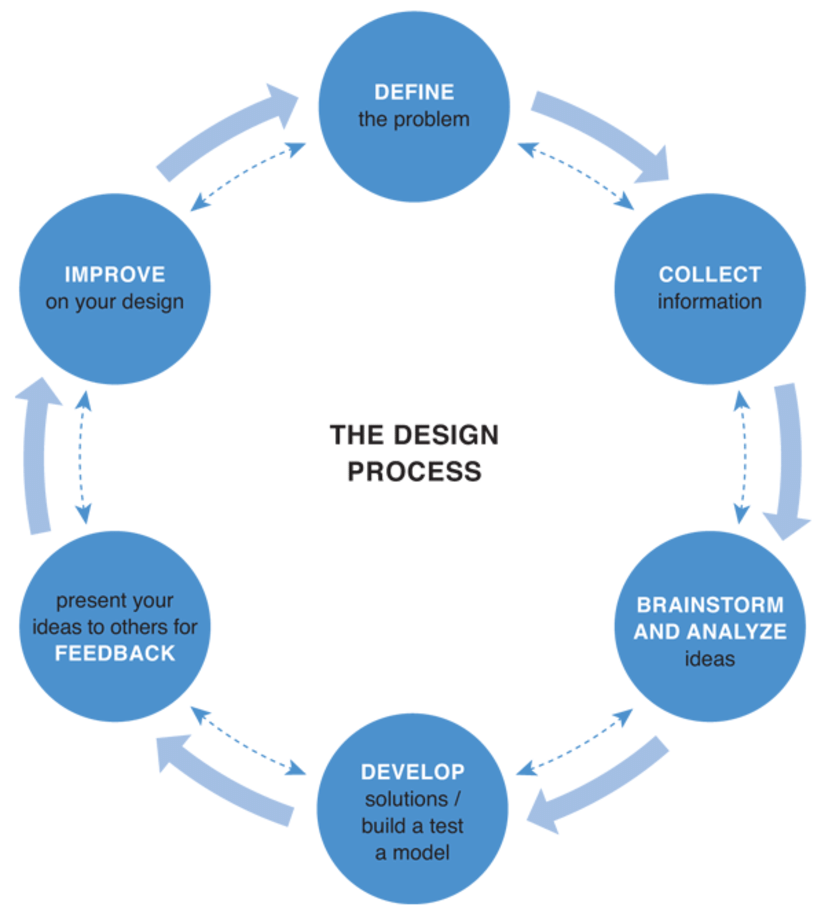 DEFINE
the problem
COLLECT
information
BRAINSTORM
AND ANALYZE
ideas
DEVELOP
solutions /
build a test
a model
present your
ideas to others for
FEEDBACK
IMPROVE
on your design
THE DESIGN
PROCESS